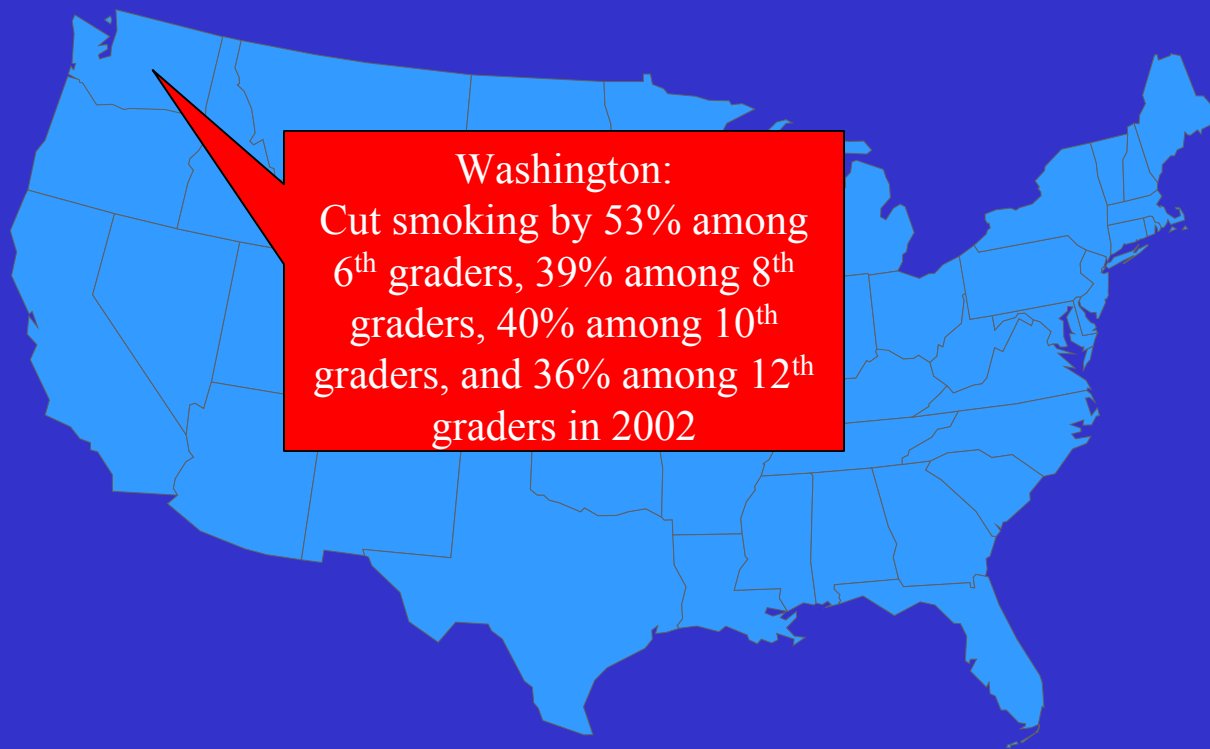 Washington:
Cut smoking by 53% among
6th graders, 39% among 8th
graders, 40% among 10th
graders, and 36% among 12th
graders in 2002